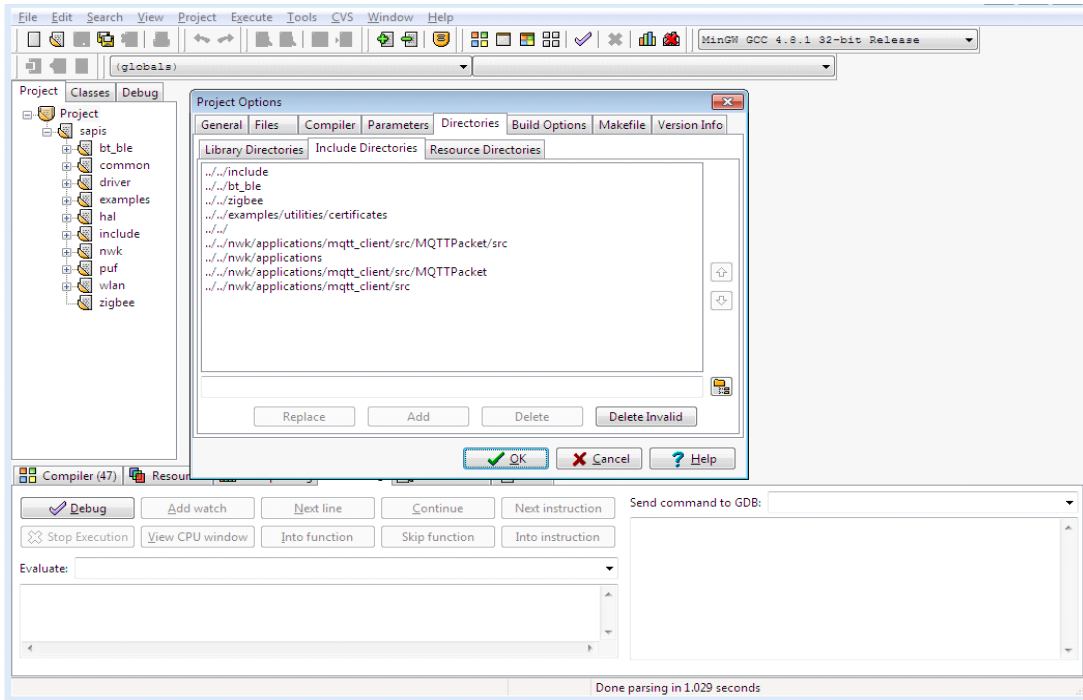 File Edit Search View Project Execute Tools CVS Window Help
MinGW GCC 4.8.1 32-bit Release
(globals)
Project Classes Debug
Project
sapis
bt_ble
common
driver
examples
hal
include
nwk
puf
wlan
zigbee
Project Options
General Files Compiler Parameters Directories Build Options Makefile Version Info
Library Directories Include Directories Resource Directories
../../include
../../bt_ble
../../zigbee
../../examples/utilities/certificates
../../
../../nwk/applications/mqtt_client/src/MQTTPacket/src
../../nwk/applications
../../nwk/applications/mqtt_client/src/MQTTPacket
../../nwk/applications/mqtt_client/src
Replace Add Delete Delete Invalid
OK Cancel ? Help
Compiler (47) Resour
Debug Add watch Next line Continue Next instruction
Send command to GDB:
Stop Execution View CPU window Into function Skip function Into instruction
Evaluate:
Done parsing in 1.029 seconds